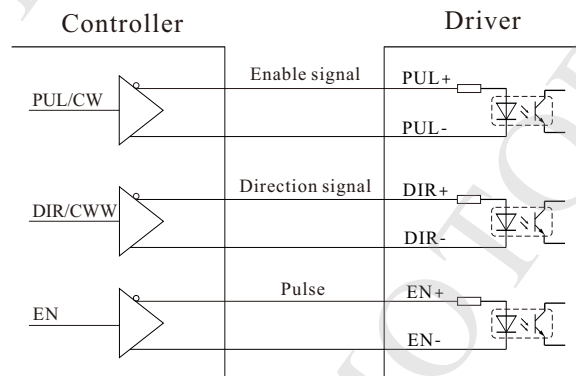 Controller
Driver
PUL/CW
Enable signal
PUL+
PUL-
DIR/CWW
Direction signal
DIR+
DIR-
EN
Pulse
EN+
EN-